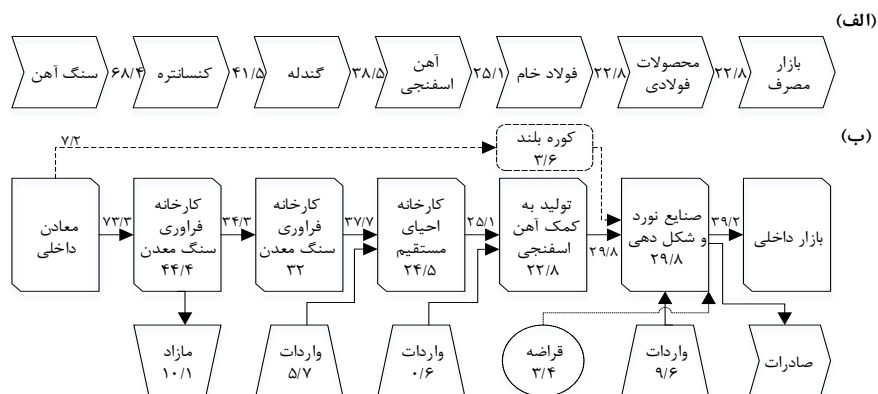 (الف)
سنگ آهن
۶۸/۴
کنسانتره
۴۱/۵
گندله
۳۸/۵
آهن
اسفنجی
۲۵/۱
فولاد خام
۲۲/۸
محصولات
فولادی
۲۲/۸
بازار
مصرف
(ب)
۷/۲
کوره بلند
۳/۶
معادن
داخلی
۷۳/۳
کارخانه
فراوری
سنگ معدن
۴۴/۴
۳۴/۳
کارخانه
فراوری
سنگ معدن
۳۲
۳۷/۷
کارخانه
احیای
مستقیم
۲۴/۵
۲۵/۱
تولید به
کمک آهن
اسفنجی
۲۲/۸
۲۹/۸
صنایع نورد
و شکل دهی
۲۹/۸
۳۹/۲
بازار داخلی
مازاد
۱۰/۱
واردات
۵/۷
واردات
۰/۶
قراضه
۳/۴
واردات
۹/۶
صادرات